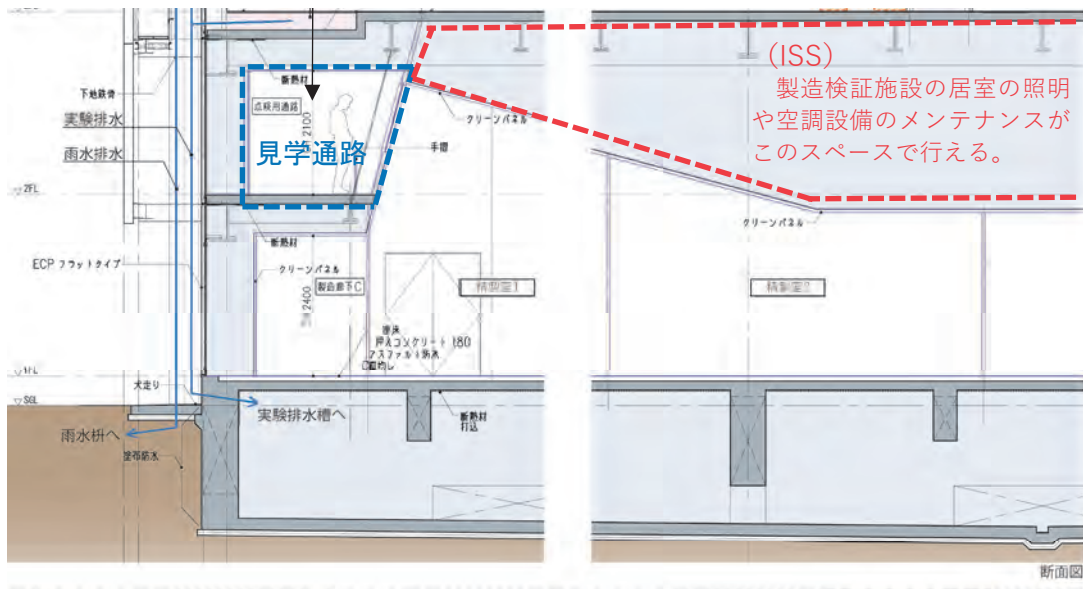 (ISS)
製造検証施設の居室の照明
や空調設備のメンテナンスが
このスペースで行える。
断熱材
下地鉄骨
点検用通路
2100
クリーンパネル
実験排水
手摺
見学通路
雨水排水
▽2FL
クリーンパネル
断熱材
ECP フラットタイプ
クリーンパネル
製造廊下C
精製室1
精製室2
2400
塗床
押えコンクリート t80
アスファルト防水
▽1FL
犬走り
▽SGL
実験排水槽へ
断熱材
打込
雨水枡へ
塗布防水
断面図